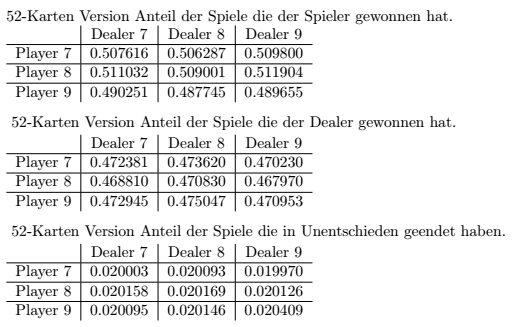 52-Karten Version Anteil der Spiele die der Spieler gewonnen hat.
Dealer 7 Dealer 8 Dealer 9
Player 7 0.507616 0.506287 0.509800
Player 8 0.511032 0.509001 0.511904
Player 9 0.490251 0.487745 0.489655
52-Karten Version Anteil der Spiele die der Dealer gewonnen hat.
Dealer 7 Dealer 8 Dealer 9
Player 7 0.472381 0.473620 0.470230
Player 8 0.468810 0.470830 0.467970
Player 9 0.472945 0.475047 0.470953
52-Karten Version Anteil der Spiele die in Unentschieden geendet haben.
Dealer 7 Dealer 8 Dealer 9
Player 7 0.020003 0.020093 0.019970
Player 8 0.020158 0.020169 0.020126
Player 9 0.020095 0.020146 0.020409